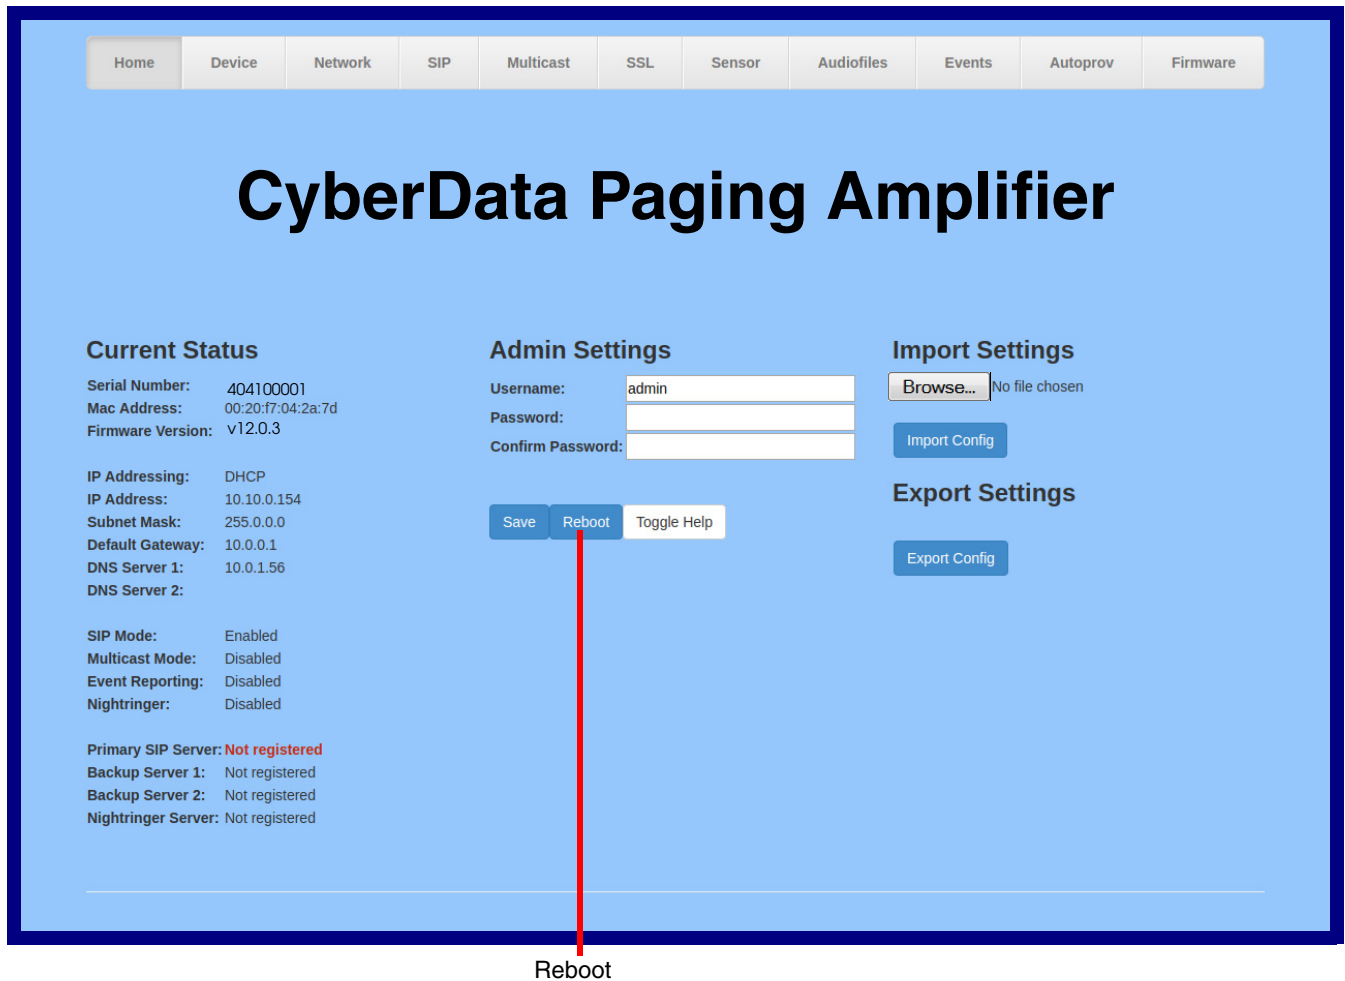 Home Device Network SIP Multicast SSL Sensor Audiofiles Events Autoprov Firmware
CyberData Paging Amplifier
Current Status
Serial Number: 404100001
Mac Address: 00:20:f7:04:2a:7d
Firmware Version: v12.0.3
IP Addressing: DHCP
IP Address: 10.10.0.154
Subnet Mask: 255.0.0.0
Default Gateway: 10.0.0.1
DNS Server 1: 10.0.1.56
DNS Server 2:
SIP Mode: Enabled
Multicast Mode: Disabled
Event Reporting: Disabled
Nightringer: Disabled
Primary SIP Server: Not registered
Backup Server 1: Not registered
Backup Server 2: Not registered
Nightringer Server: Not registered
Admin Settings
Username: admin
Password:
Confirm Password:
Save Reboot Toggle Help
Import Settings
Browse... No file chosen
Import Config
Export Settings
Export Config
Reboot